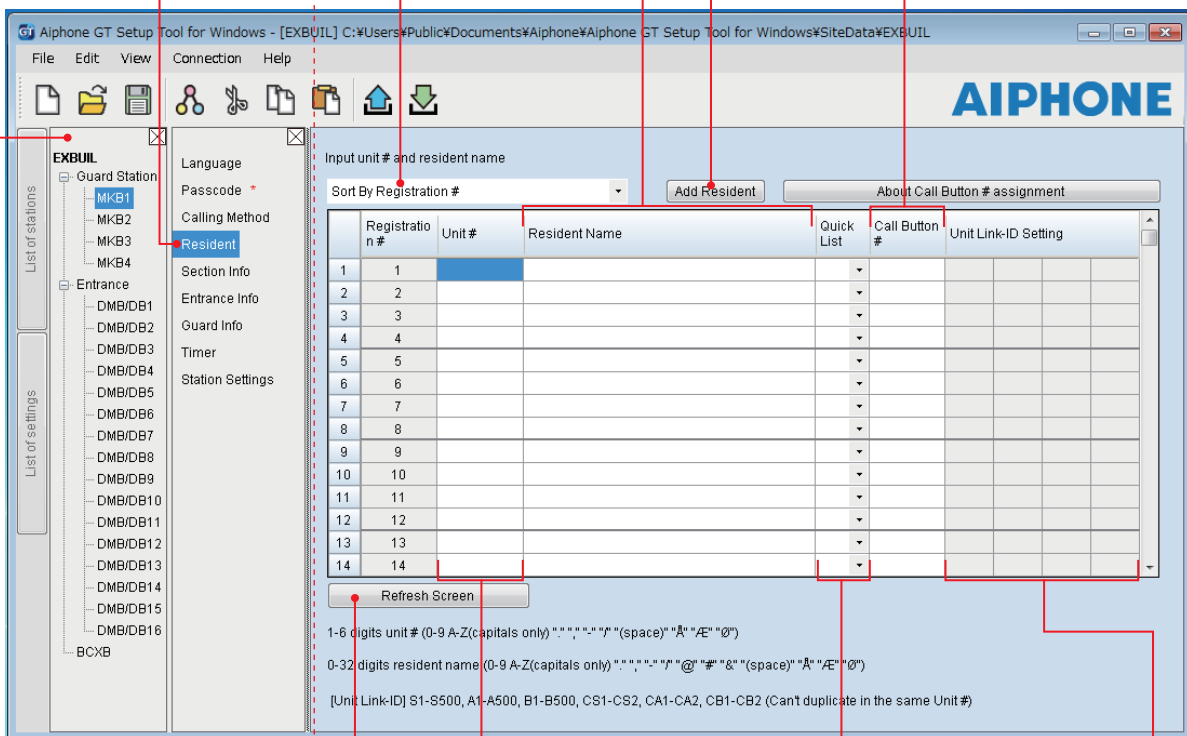 Aiphone GT Setup Tool for Windows - [EXBUIL] C:¥Users¥Public¥Documents¥Aiphone¥Aiphone GT Setup Tool for Windows¥SiteData¥EXBUIL
File Edit View Connection Help
AIPHONE
List of stations
List of settings
EXBUIL
Guard Station
MKB1
MKB2
MKB3
MKB4
Entrance
DMB/DB1
DMB/DB2
DMB/DB3
DMB/DB4
DMB/DB5
DMB/DB6
DMB/DB7
DMB/DB8
DMB/DB9
DMB/DB10
DMB/DB11
DMB/DB12
DMB/DB13
DMB/DB14
DMB/DB15
DMB/DB16
BCXB
Language
Passcode *
Calling Method
Resident
Section Info
Entrance Info
Guard Info
Timer
Station Settings
Input unit # and resident name
Sort By Registration # Add Resident About Call Button # assignment
Registratio n # Unit # Resident Name Quick List Call Button # Unit Link-ID Setting
1 1
2 2
3 3
4 4
5 5
6 6
7 7
8 8
9 9
10 10
11 11
12 12
13 13
14 14
Refresh Screen
1-6 digits unit # (0-9 A-Z(capitals only) "." "," "-" "/" "(space)" "Å" "Æ" "Ø")
0-32 digits resident name (0-9 A-Z(capitals only) "." "," "-" "/" "@" "#" "&" "(space)" "Å" "Æ" "Ø")
[Unit Link-ID] S1-S500, A1-A500, B1-B500, CS1-CS2, CA1-CA2, CB1-CB2 (Can't duplicate in the same Unit #)